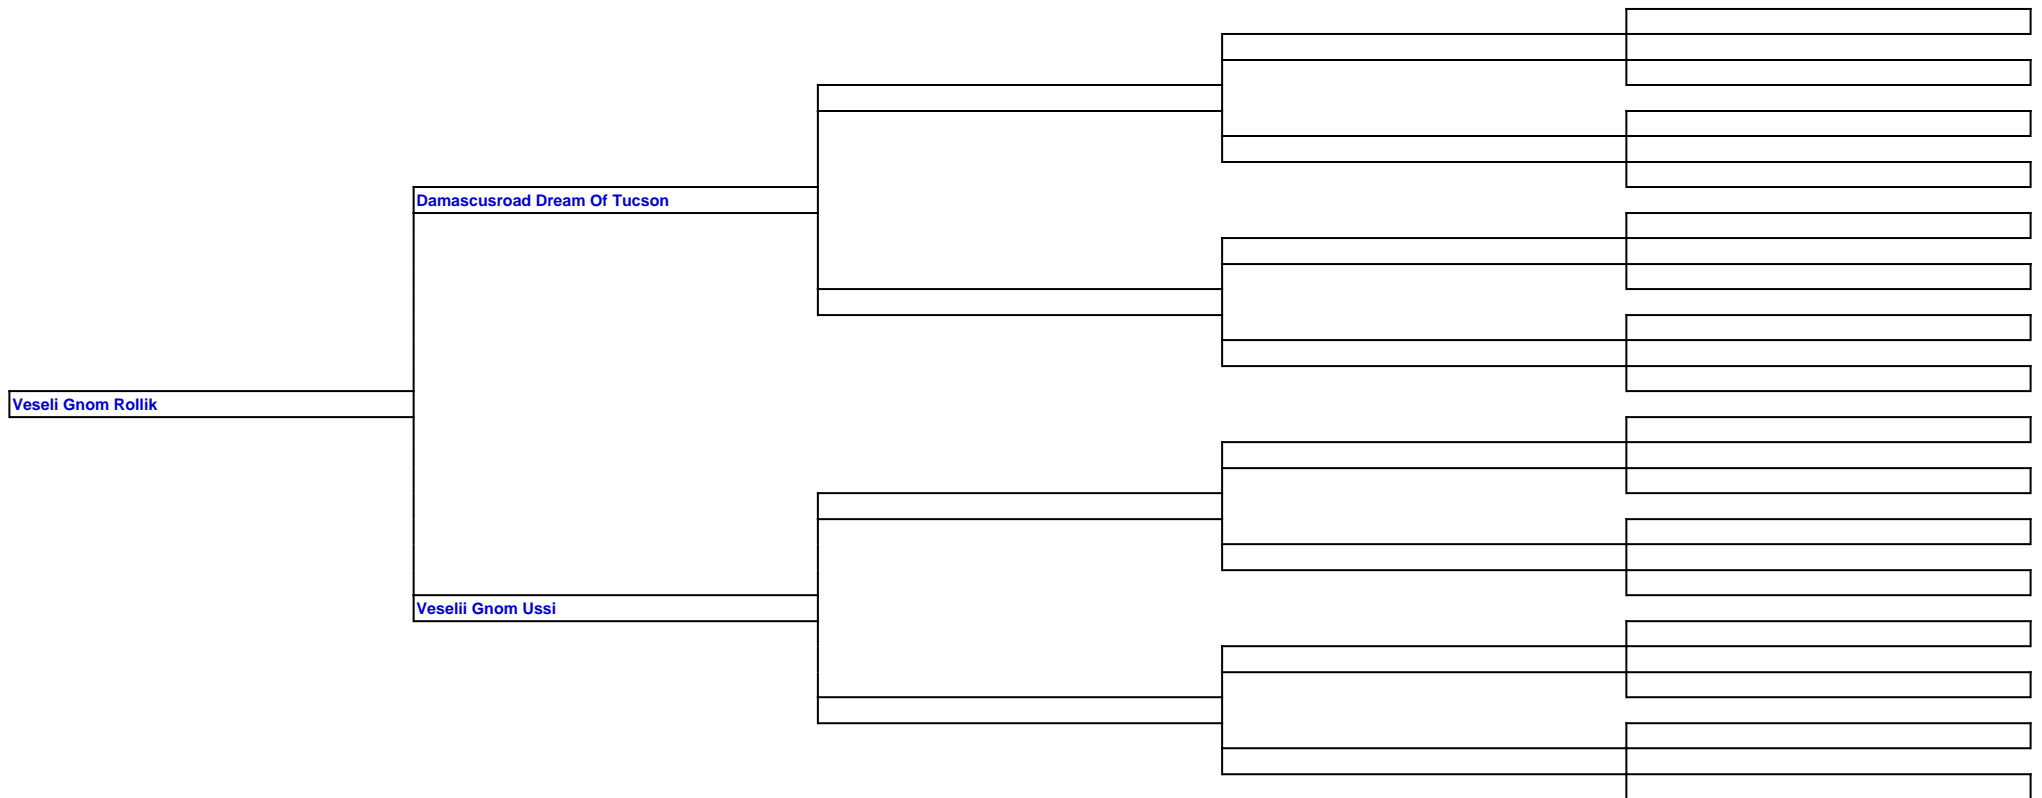 Damascusroad Dream Of Tucson
Veseli Gnom Rollik
Veselii Gnom Ussi